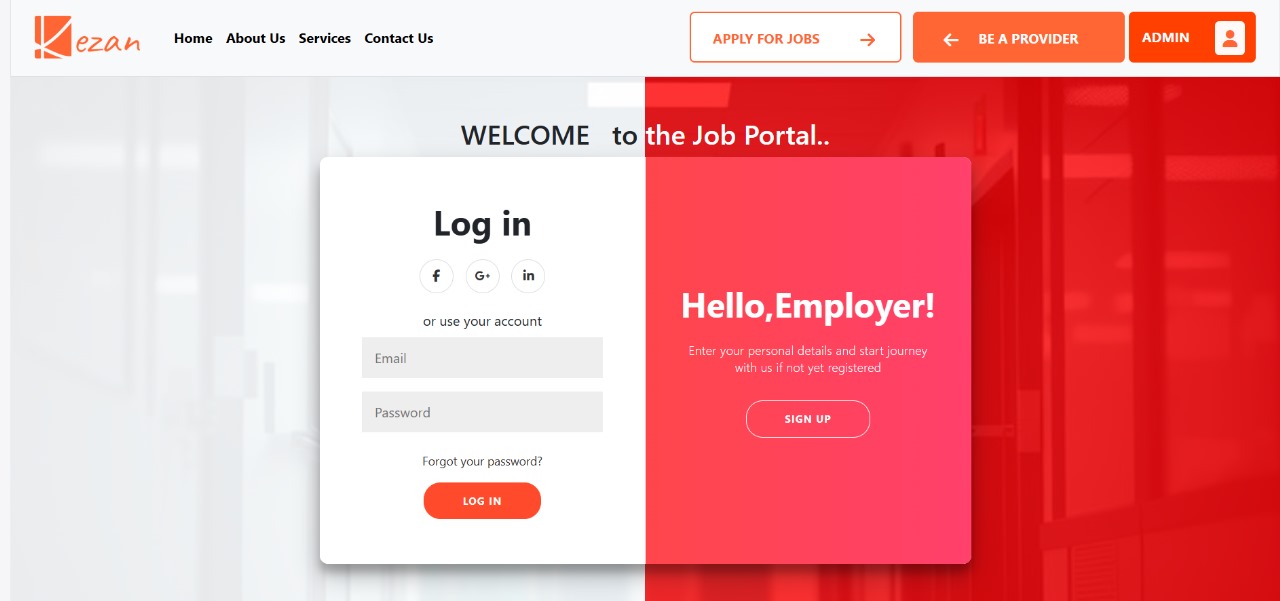 Kezan
Home About Us Services Contact Us
APPLY FOR JOBS → ← BE A PROVIDER ADMIN
WELCOME to the Job Portal..
Log in
f G+ in
or use your account
Email
Password
Forgot your password?
LOG IN
Hello,Employer!
Enter your personal details and start journey
with us if not yet registered
SIGN UP